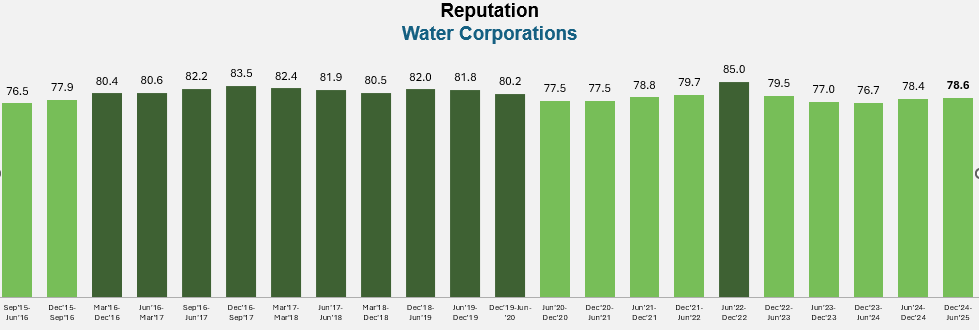 Reputation
Water Corporations
76.5
77.9
80.4
80.6
82.2
83.5
82.4
81.9
80.5
82.0
81.8
80.2
77.5
77.5
78.8
79.7
85.0
79.5
77.0
76.7
78.4
78.6
Sep'15-
Jun'16
Dec'15-
Sep'16
Mar'16-
Dec'16
Jun'16-
Mar'17
Sep'16-
Jun'17
Dec'16-
Sep'17
Mar'17-
Mar'18
Jun'17-
Jun'18
Mar'18-
Dec'18
Dec'18-
Jun'19
Jun'19-
Dec'19
Dec'19-Jun-
'20
Jun'20-
Dec'20
Dec'20-
Jun'21
Jun'21-
Dec'21
Dec'21-
Jun'22
Jun'22-
Dec'22
Dec'22-
Jun'23
Jun'23-
Dec'23
Dec'23-
Jun'24
Jun'24-
Dec'24
Dec'24-
Jun'25